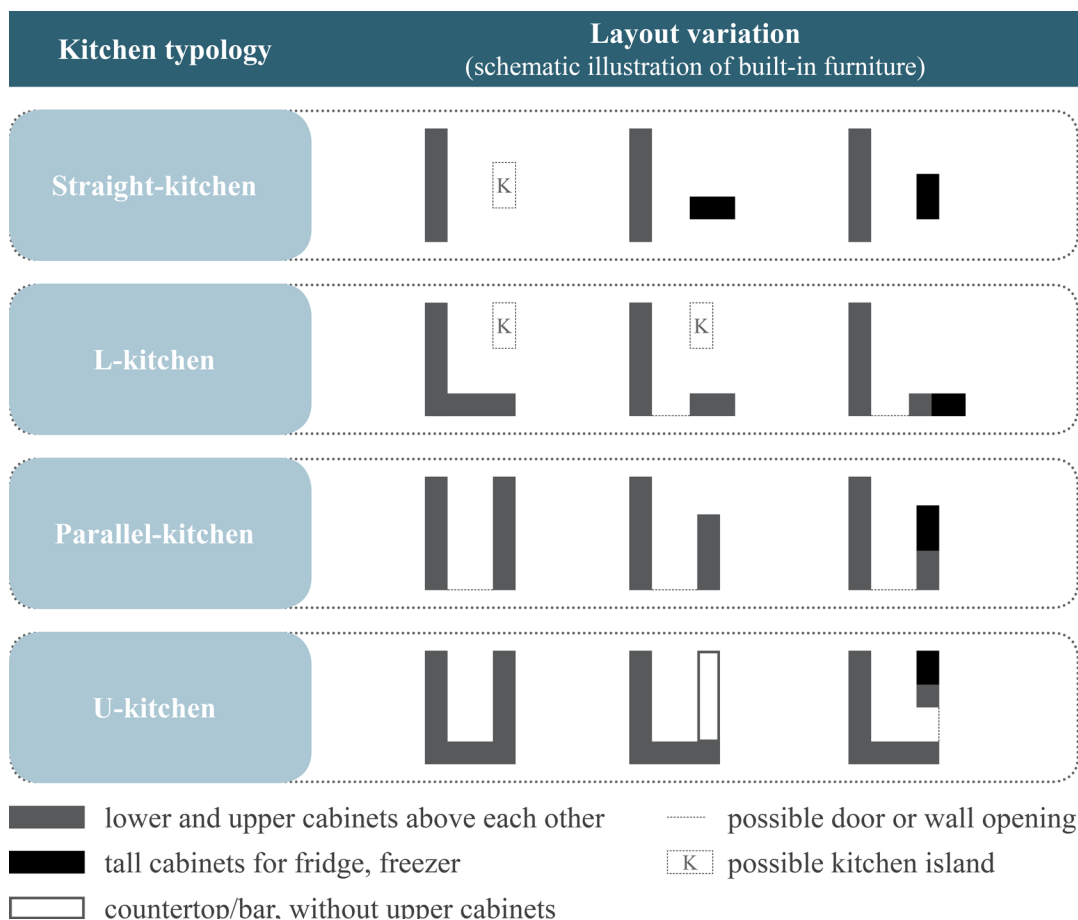 Kitchen typology
Layout variation
(schematic illustration of built-in furniture)
Straight-kitchen
K
L-kitchen
K
K
Parallel-kitchen
U-kitchen
lower and upper cabinets above each other
possible door or wall opening
tall cabinets for fridge, freezer
K
possible kitchen island
countertop/bar, without upper cabinets